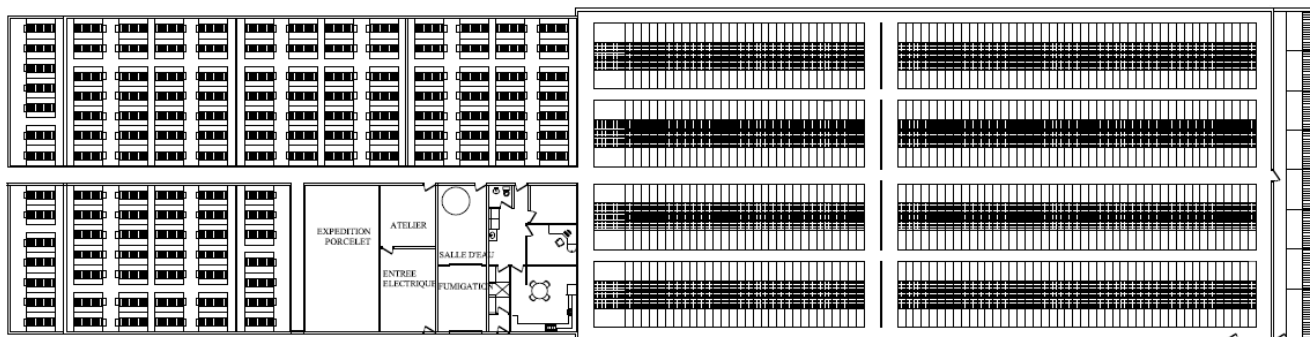 EXPEDITION
PORCELET
ATELIER
ENTREE
ELECTRIQUE
SALLE D'EAU
FUMIGATION